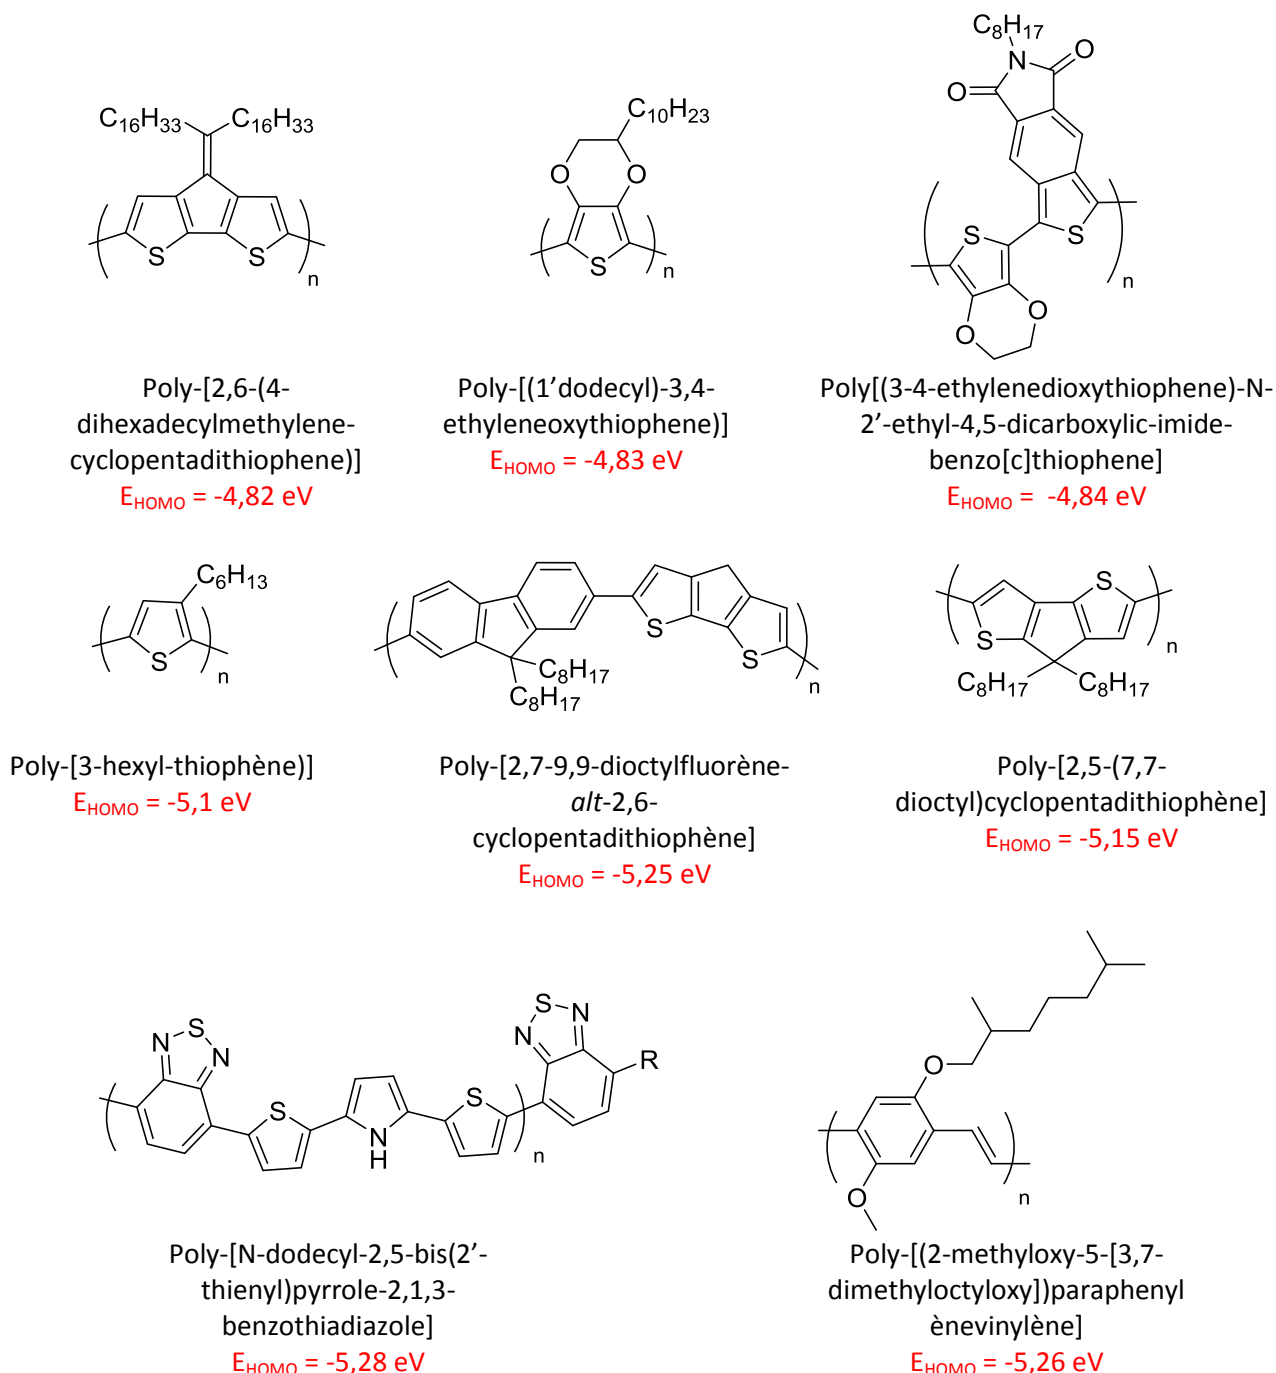 C16H33 C16H33
S S
n
C10H23
O O
S
n
C8H17
N
O O
S S
n
O O
Poly-[2,6-(4-
dihexadecylmethylene-
cyclopentadithiophene)]
EHOMO = -4,82 eV
Poly-[(1’dodecyl)-3,4-
ethyleneoxythiophene)]
EHOMO = -4,83 eV
Poly[(3-4-ethylenedioxythiophene)-N-
2’-ethyl-4,5-dicarboxylic-imide-
benzo[c]thiophene]
EHOMO = -4,84 eV
C6H13
S
n
S S
C8H17
C8H17
n
S
S
C8H17 C8H17
n
Poly-[3-hexyl-thiophène)]
EHOMO = -5,1 eV
Poly-[2,7-9,9-dioctylfluorène-
alt-2,6-
cyclopentadithiophène]
EHOMO = -5,25 eV
Poly-[2,5-(7,7-
dioctyl)cyclopentadithiophène]
EHOMO = -5,15 eV
S
N N
S
N
H
S
n
S
N N
R
O
O
n
Poly-[N-dodecyl-2,5-bis(2’-
thienyl)pyrrole-2,1,3-
benzothiadiazole]
EHOMO = -5,28 eV
Poly-[(2-methyloxy-5-[3,7-
dimethyloctyloxy])paraphenyl
ènevinylène]
EHOMO = -5,26 eV